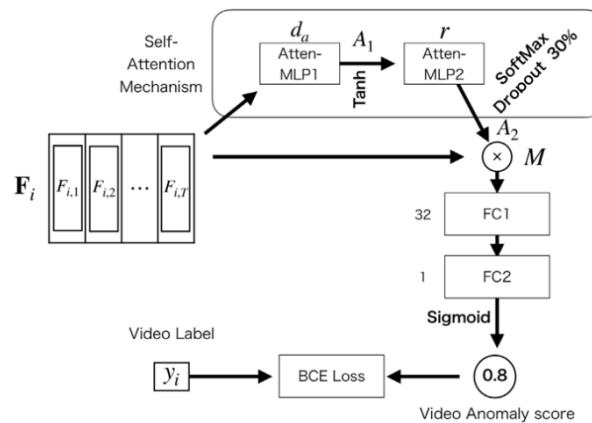 Self-
Attention
Mechanism
d_a
Atten-
MLP1
A_1
Tanh
r
Atten-
MLP2
SoftMax
Dropout 30%
A_2
×
M
F_i
F_{i,1}
F_{i,2}
...
F_{i,T}
32
FC1
1
FC2
Sigmoid
Video Label
y_i
BCE Loss
0.8
Video Anomaly score